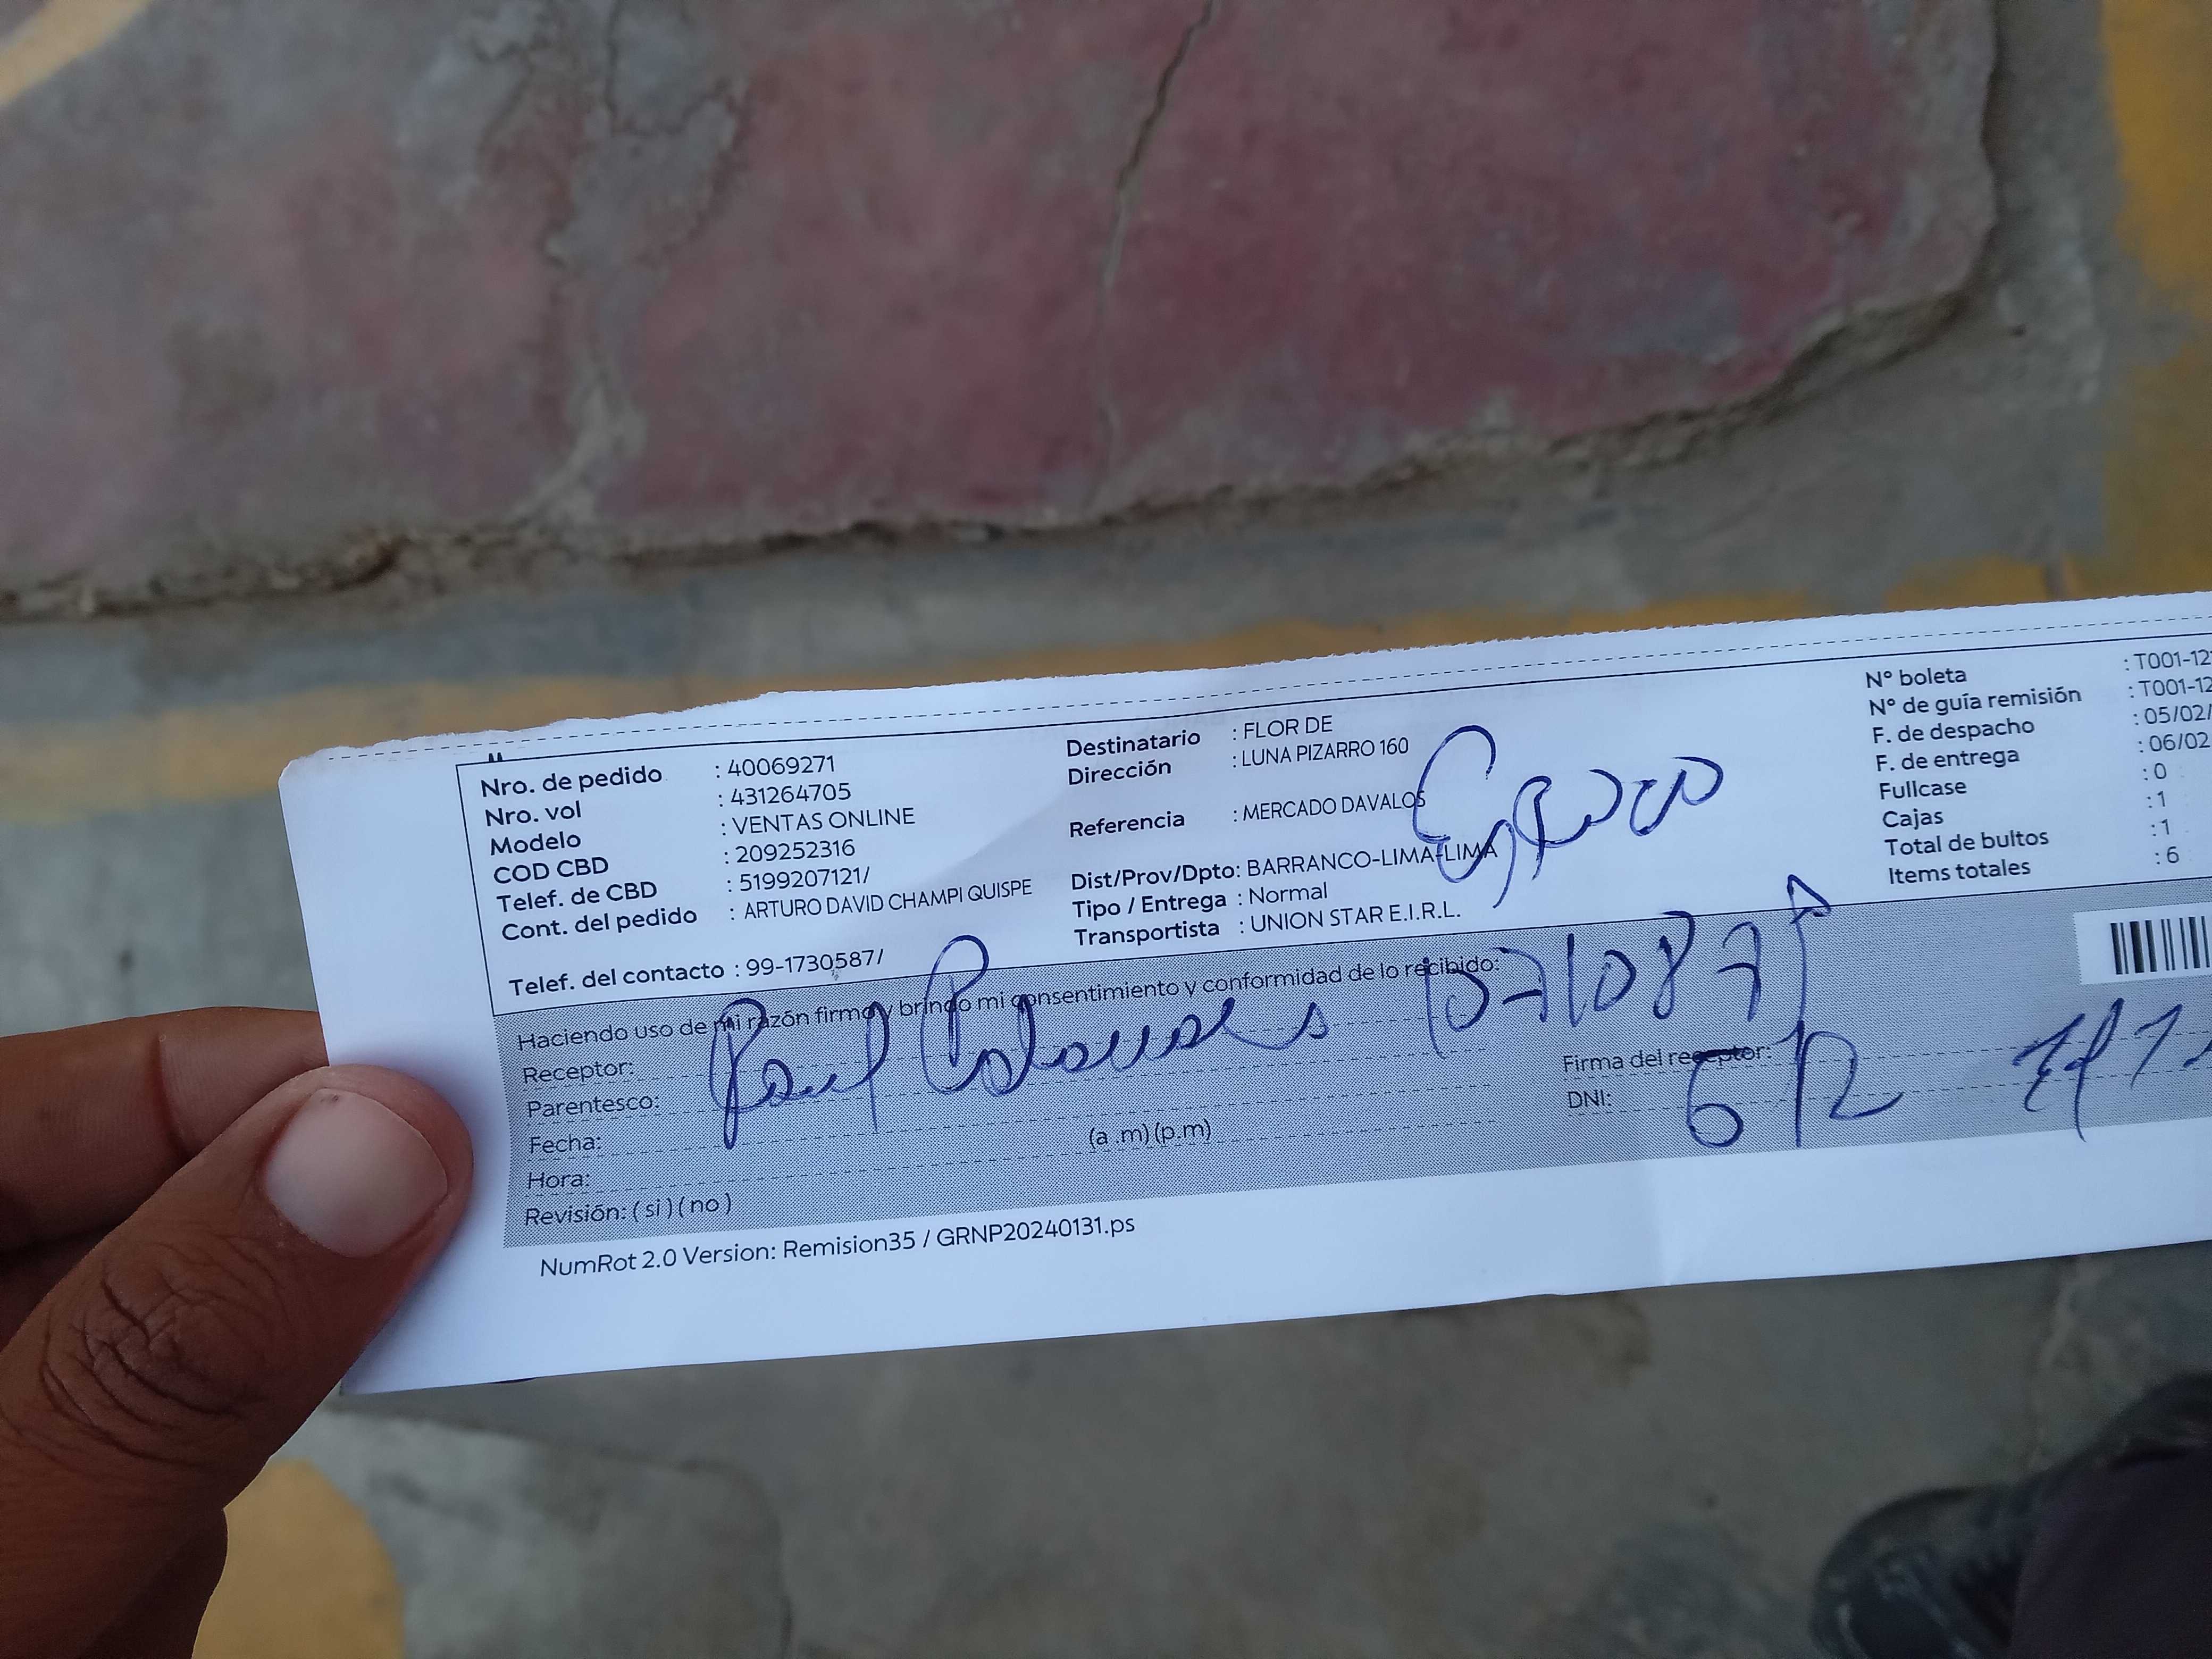 Nro. de pedido : 40069271
Nro. vol : 431264705
Modelo : VENTAS ONLINE
COD CBD : 209252316
Telef. de CBD : 5199207121/
Cont. del pedido : ARTURO DAVID CHAMPI QUISPE
Telef. del contacto : 99-1730587/
Destinatario : FLOR DE
Dirección : LUNA PIZARRO 160
Referencia : MERCADO DAVALOS
Dist/Prov/Dpto: BARRANCO-LIMA-LIMA
Tipo / Entrega : Normal
Transportista : UNION STAR E.I.R.L.
N° boleta : T001-12
N° de guía remisión : T001-12
F. de despacho : 05/02/
F. de entrega : 06/02
Fullcase : 0
Cajas : 1
Total de bultos : 1
Items totales : 6
Haciendo uso de mi razón firmo y brindo mi consentimiento y conformidad de lo recibido:
Receptor: Paul
Parentesco:
Fecha:
Hora: (a .m) (p.m)
Revisión: ( si ) ( no )
Firma del receptor:
DNI:
6/2
NumRot 2.0 Version: Remision35 / GRNP20240131.ps